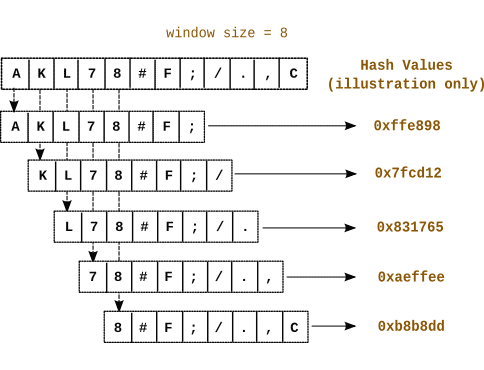 window size = 8
Hash Values
(illustration only)
A K L 7 8 # F ; / . , C
A K L 7 8 # F ; 0xffe898
K L 7 8 # F ; / 0x7fcd12
L 7 8 # F ; / . 0x831765
7 8 # F ; / . , 0xaeffee
8 # F ; / . , C 0xb8b8dd